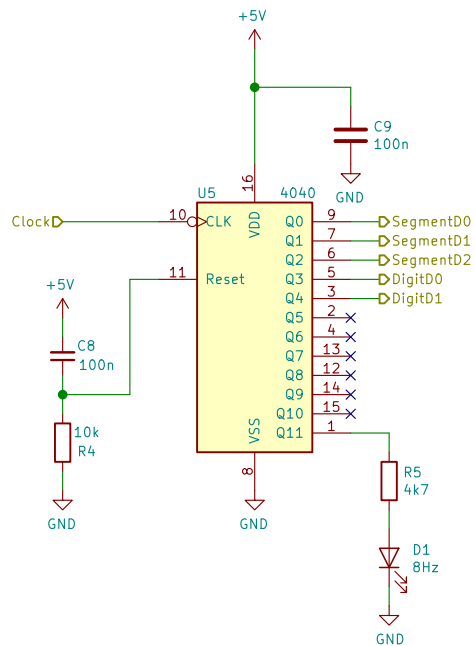 +5V
C9
100n
GND
U5
4040
16
VDD
Clock
10
CLK
Q0
9
SegmentD0
Q1
7
SegmentD1
Q2
6
SegmentD2
11
Reset
Q3
5
DigitD0
Q4
3
DigitD1
+5V
Q5
2
Q6
4
C8
100n
Q7
13
Q8
12
Q9
14
Q10
15
10k
R4
VSS
Q11
1
8
GND
GND
R5
4k7
D1
8Hz
GND